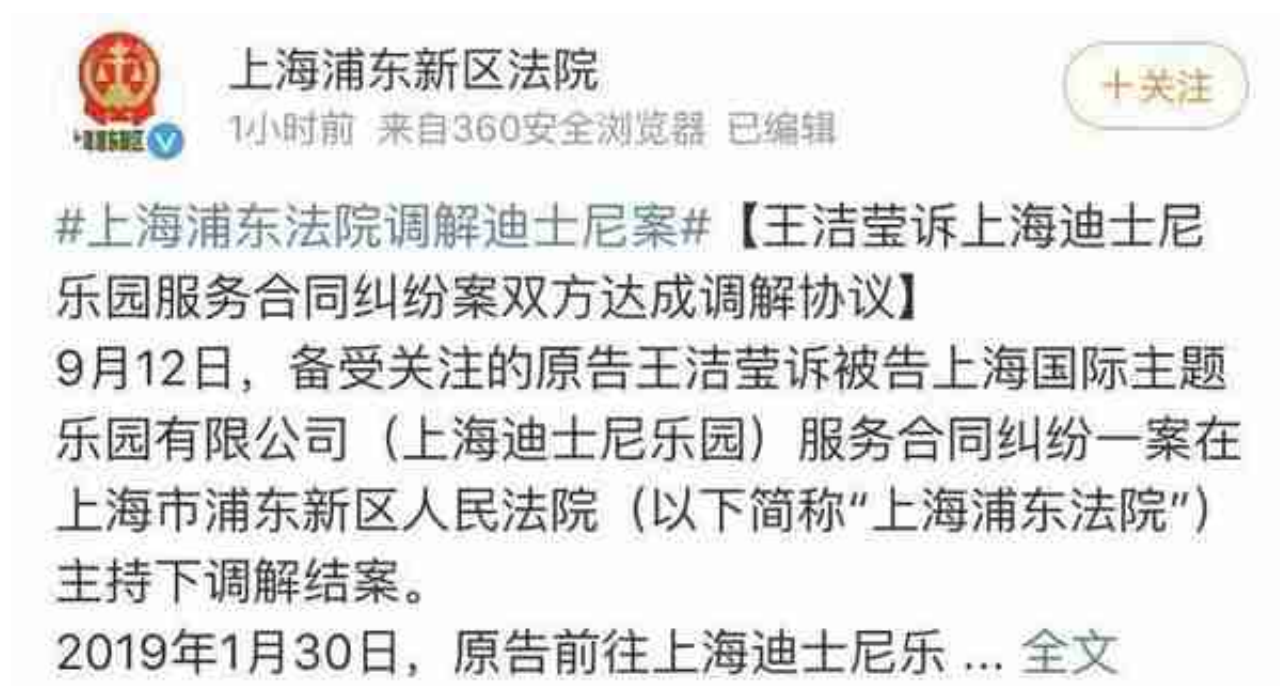 上海浦东新区法院
1小时前 来自360安全浏览器 已编辑
+关注
#上海浦东法院调解迪士尼案#【王洁莹诉上海迪士尼
乐园服务合同纠纷案双方达成调解协议】
9月12日，备受关注的原告王洁莹诉被告上海国际主题
乐园有限公司（上海迪士尼乐园）服务合同纠纷一案在
上海市浦东新区人民法院（以下简称“上海浦东法院”）
主持下调解结案。
2019年1月30日，原告前往上海迪士尼乐 ... 全文